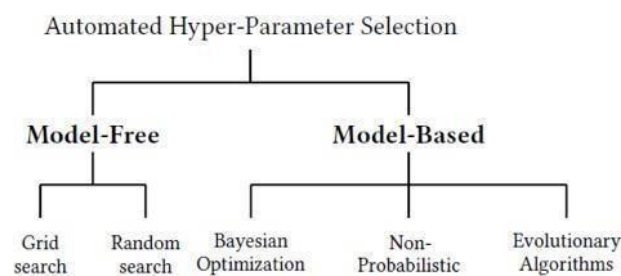 Automated Hyper-Parameter Selection
Model-Free
Model-Based
Grid
search
Random
search
Bayesian
Optimization
Non-
Probabilistic
Evolutionary
Algorithms